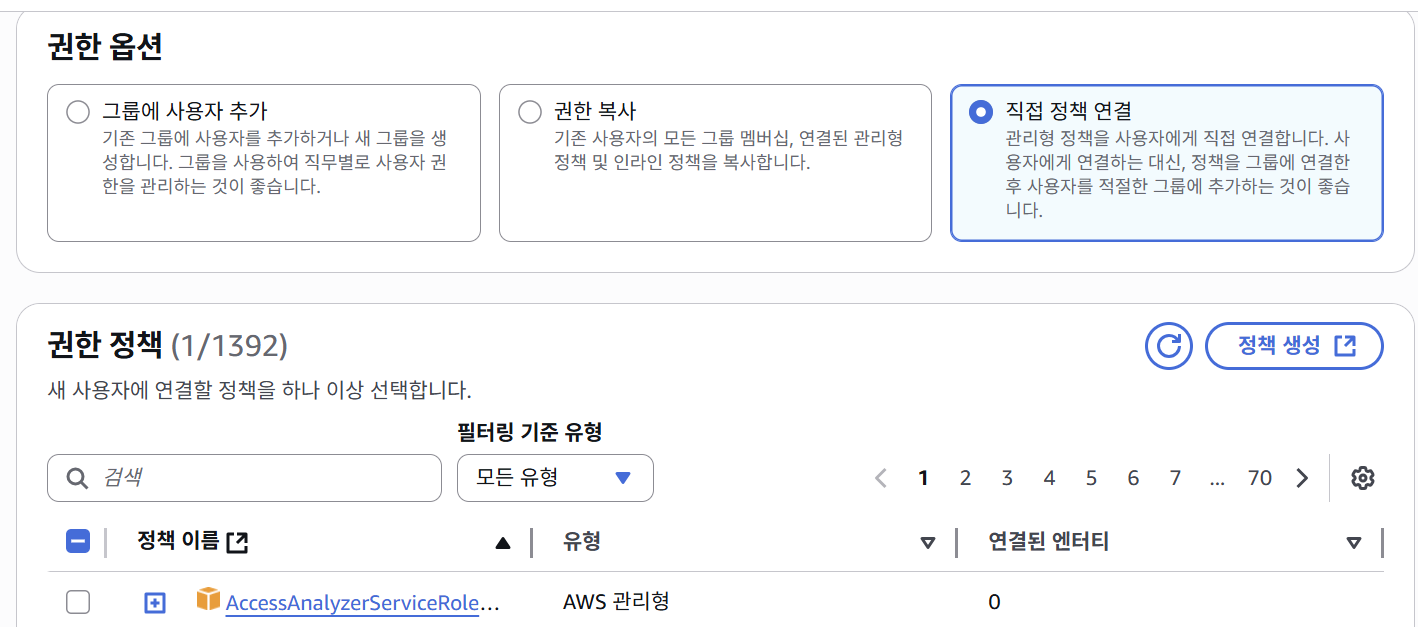 권한 옵션
그룹에 사용자 추가
기존 그룹에 사용자를 추가하거나 새 그룹을 생
성합니다. 그룹을 사용하여 직무별로 사용자 권
한을 관리하는 것이 좋습니다.
권한 복사
기존 사용자의 모든 그룹 멤버십, 연결된 관리형
정책 및 인라인 정책을 복사합니다.
직접 정책 연결
관리형 정책을 사용자에게 직접 연결합니다. 사
용자에게 연결하는 대신, 정책을 그룹에 연결한
후 사용자를 적절한 그룹에 추가하는 것이 좋습
니다.
권한 정책 (1/1392)
정책 생성
새 사용자에 연결할 정책을 하나 이상 선택합니다.
필터링 기준 유형
검색
모든 유형
1 2 3 4 5 6 7 ... 70
정책 이름
유형
연결된 엔터티
AccessAnalyzerServiceRole...
AWS 관리형
0